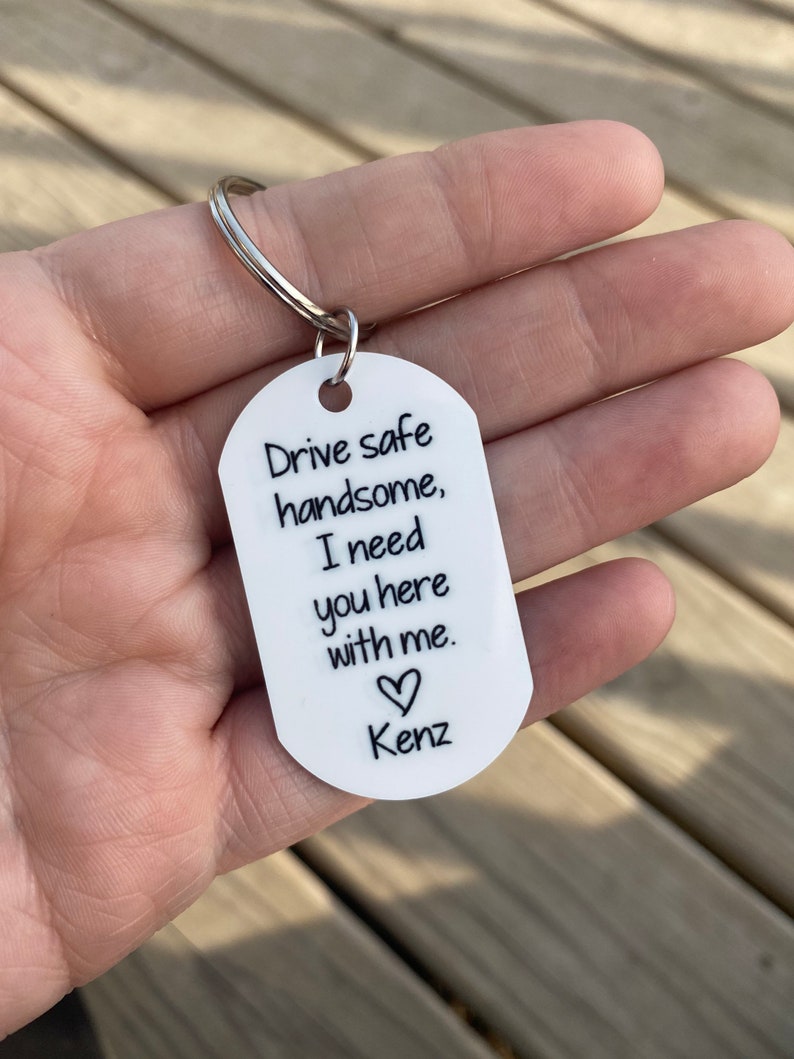 Drive safe
handsome,
I need
you here
with me.
♡
Kenz